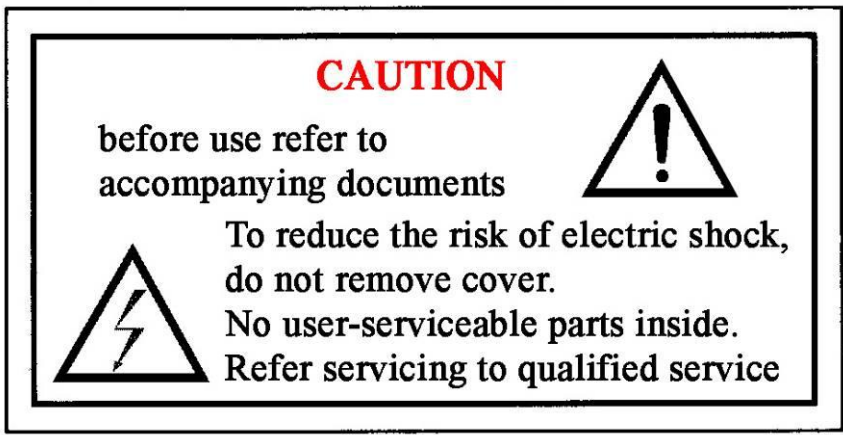 CAUTION
before use refer to
accompanying documents
To reduce the risk of electric shock,
do not remove cover.
No user-serviceable parts inside.
Refer servicing to qualified service